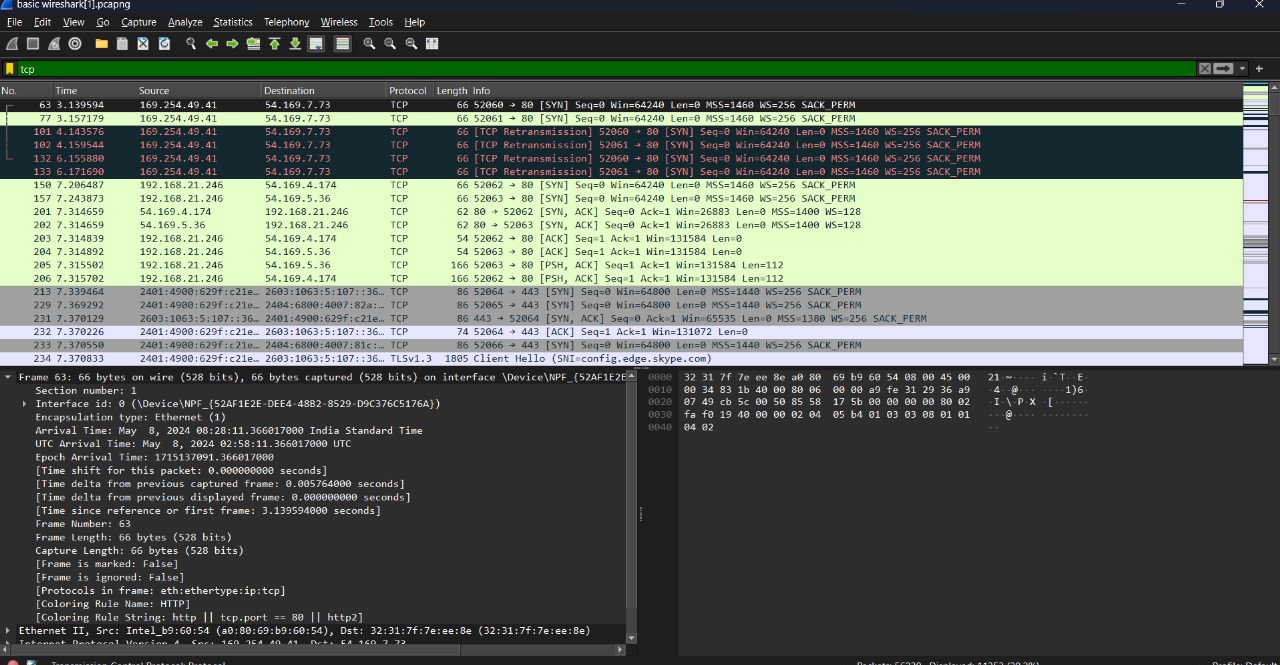 basic wireshark[1].pcapng
File Edit View Go Capture Analyze Statistics Telephony Wireless Tools Help
tcp
No. Time Source Destination Protocol Length Info
63 3.139594 169.254.49.41 54.169.7.73 TCP 66 52060 → 80 [SYN] Seq=0 Win=64240 Len=0 MSS=1460 WS=256 SACK_PERM
77 3.157179 169.254.49.41 54.169.7.73 TCP 66 52061 → 80 [SYN] Seq=0 Win=64240 Len=0 MSS=1460 WS=256 SACK_PERM
101 4.143576 169.254.49.41 54.169.7.73 TCP 66 [TCP Retransmission] 52060 → 80 [SYN] Seq=0 Win=64240 Len=0 MSS=1460 WS=256 SACK_PERM
102 4.159544 169.254.49.41 54.169.7.73 TCP 66 [TCP Retransmission] 52061 → 80 [SYN] Seq=0 Win=64240 Len=0 MSS=1460 WS=256 SACK_PERM
132 6.155880 169.254.49.41 54.169.7.73 TCP 66 [TCP Retransmission] 52060 → 80 [SYN] Seq=0 Win=64240 Len=0 MSS=1460 WS=256 SACK_PERM
133 6.171690 169.254.49.41 54.169.7.73 TCP 66 [TCP Retransmission] 52061 → 80 [SYN] Seq=0 Win=64240 Len=0 MSS=1460 WS=256 SACK_PERM
150 7.206487 192.168.21.246 54.169.4.174 TCP 66 52062 → 80 [SYN] Seq=0 Win=64240 Len=0 MSS=1460 WS=256 SACK_PERM
157 7.243873 192.168.21.246 54.169.5.36 TCP 66 52063 → 80 [SYN] Seq=0 Win=64240 Len=0 MSS=1460 WS=256 SACK_PERM
201 7.314659 54.169.4.174 192.168.21.246 TCP 62 80 → 52062 [SYN, ACK] Seq=0 Ack=1 Win=26883 Len=0 MSS=1400 WS=128
202 7.314659 54.169.5.36 192.168.21.246 TCP 62 80 → 52063 [SYN, ACK] Seq=0 Ack=1 Win=26883 Len=0 MSS=1400 WS=128
203 7.314839 192.168.21.246 54.169.4.174 TCP 54 52062 → 80 [ACK] Seq=1 Ack=1 Win=131584 Len=0
204 7.314892 192.168.21.246 54.169.5.36 TCP 54 52063 → 80 [ACK] Seq=1 Ack=1 Win=131584 Len=0
205 7.315502 192.168.21.246 54.169.5.36 TCP 166 52063 → 80 [PSH, ACK] Seq=1 Ack=1 Win=131584 Len=112
206 7.315702 192.168.21.246 54.169.4.174 TCP 166 52062 → 80 [PSH, ACK] Seq=1 Ack=1 Win=131584 Len=112
213 7.339464 2401:4900:629f:c21e… 2603:1063:5:107::36… TCP 86 52064 → 443 [SYN] Seq=0 Win=64800 Len=0 MSS=1440 WS=256 SACK_PERM
229 7.369292 2401:4900:629f:c21e… 2404:6800:4007:82a:… TCP 86 52065 → 443 [SYN] Seq=0 Win=64800 Len=0 MSS=1440 WS=256 SACK_PERM
231 7.370129 2603:1063:5:107::36… 2401:4900:629f:c21e… TCP 86 443 → 52064 [SYN, ACK] Seq=0 Ack=1 Win=65535 Len=0 MSS=1380 WS=256 SACK_PERM
232 7.370226 2401:4900:629f:c21e… 2603:1063:5:107::36… TCP 74 52064 → 443 [ACK] Seq=1 Ack=1 Win=131072 Len=0
233 7.370550 2401:4900:629f:c21e… 2404:6800:4007:81c:… TCP 86 52066 → 443 [SYN] Seq=0 Win=64800 Len=0 MSS=1440 WS=256 SACK_PERM
234 7.370833 2401:4900:629f:c21e… 2603:1063:5:107::36… TLSv1.3 1805 Client Hello (SNI=config.edge.skype.com)
Frame 63: 66 bytes on wire (528 bits), 66 bytes captured (528 bits) on interface \Device\NPF_{52AF1E2E
Section number: 1
Interface id: 0 (\Device\NPF_{52AF1E2E-DEE4-4882-8529-D9C376C5176A})
Encapsulation type: Ethernet (1)
Arrival Time: May 8, 2024 08:28:11.366017000 India Standard Time
UTC Arrival Time: May 8, 2024 02:58:11.366017000 UTC
Epoch Arrival Time: 1715137091.366017000
[Time shift for this packet: 0.000000000 seconds]
[Time delta from previous captured frame: 0.005764000 seconds]
[Time delta from previous displayed frame: 0.000000000 seconds]
[Time since reference or first frame: 3.139594000 seconds]
Frame Number: 63
Frame Length: 66 bytes (528 bits)
Capture Length: 66 bytes (528 bits)
[Frame is marked: False]
[Frame is ignored: False]
[Protocols in frame: eth:ethertype:ip:tcp]
[Coloring Rule Name: HTTP]
[Coloring Rule String: http || tcp.port == 80 || http2]
Ethernet II, Src: Intel_b9:60:54 (a0:80:69:b9:60:54), Dst: 32:31:7f:7e:ee:8e (32:31:7f:7e:ee:8e)
Internet Protocol Version 4, Src: 169.254.49.41, Dst: 54.169.7.73
0000 32 31 7f 7e ee 8e a0 80 69 b9 60 54 08 00 45 00 21·~···· i·`T··E·
0010 00 34 83 1b 40 00 80 06 00 00 a9 fe 31 29 36 a9 ·4··@··· ····1)6·
0020 07 49 cb 5c 00 50 85 58 17 5b 00 00 00 00 80 02 ·I·\·P·X ·[······
0030 fa f0 19 40 00 00 02 04 05 b4 01 03 03 08 01 01 ···@···· ········
0040 04 02 ··